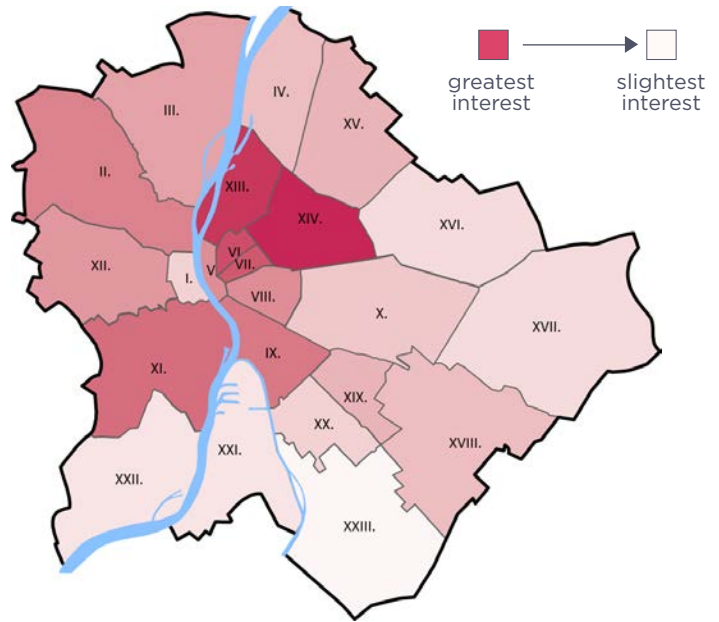 greatest
interest
slightest
interest
IV.
III.
XV.
II.
XIII.
XIV.
XVI.
VI
XII.
V.
VII.
I.
VIII.
X.
XVII.
IX.
XI.
XIX.
XX.
XVIII.
XXI.
XXII.
XXIII.